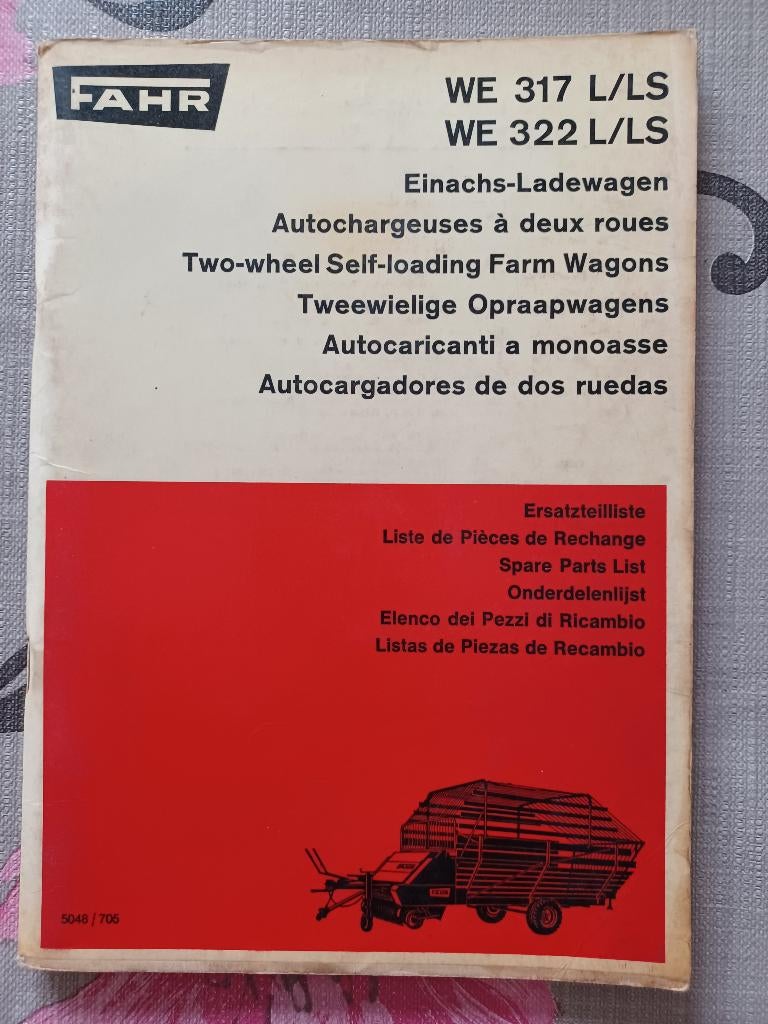 FAHR
WE 317 L/LS
WE 322 L/LS
Einachs-Ladewagen
Autochargeuses à deux roues
Two-wheel Self-loading Farm Wagons
Tweewielige Opraapwagens
Autocaricanti a monoasse
Autocargadores de dos ruedas
Ersatzteilliste
Liste de Pièces de Rechange
Spare Parts List
Onderdelenlijst
Elenco dei Pezzi di Ricambio
Listas de Piezas de Recambio
5048/705